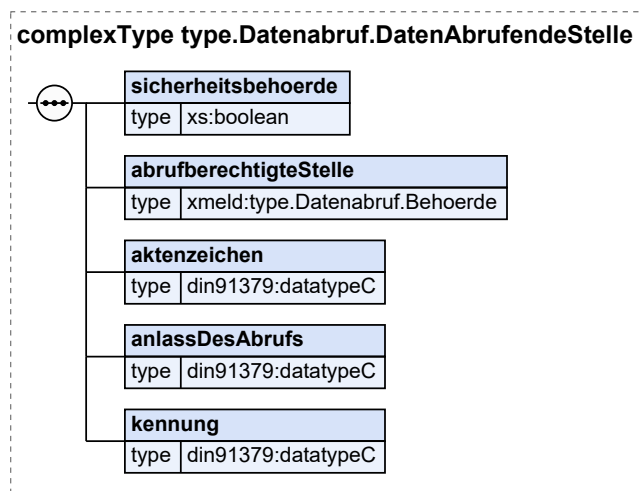 complexType type.Datenabruf.DatenAbrufendeStelle
sicherheitsbehoerde
type xs:boolean
abrufberechtigteStelle
type xmeld:type.Datenabruf.Behoerde
aktenzeichen
type din91379:datatypeC
anlassDesAbrufs
type din91379:datatypeC
kennung
type din91379:datatypeC